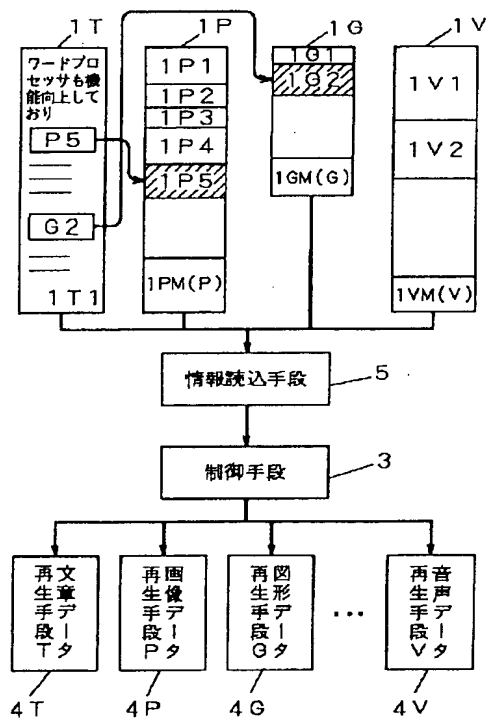 1T
1P
1G
1V
ワードプロ
セッサも機
能向上して
おり
P5
G2
1T1
1P1
1P2
1P3
1P4
1P5
1PM(P)
1G1
1G2
1GM(G)
1V1
1V2
1VM(V)
情報読込手段
5
制御手段
3
文章データ
再生手段T
画像データ
再生手段P
図形データ
再生手段G
...
音声データ
再生手段V
4T
4P
4G
4V